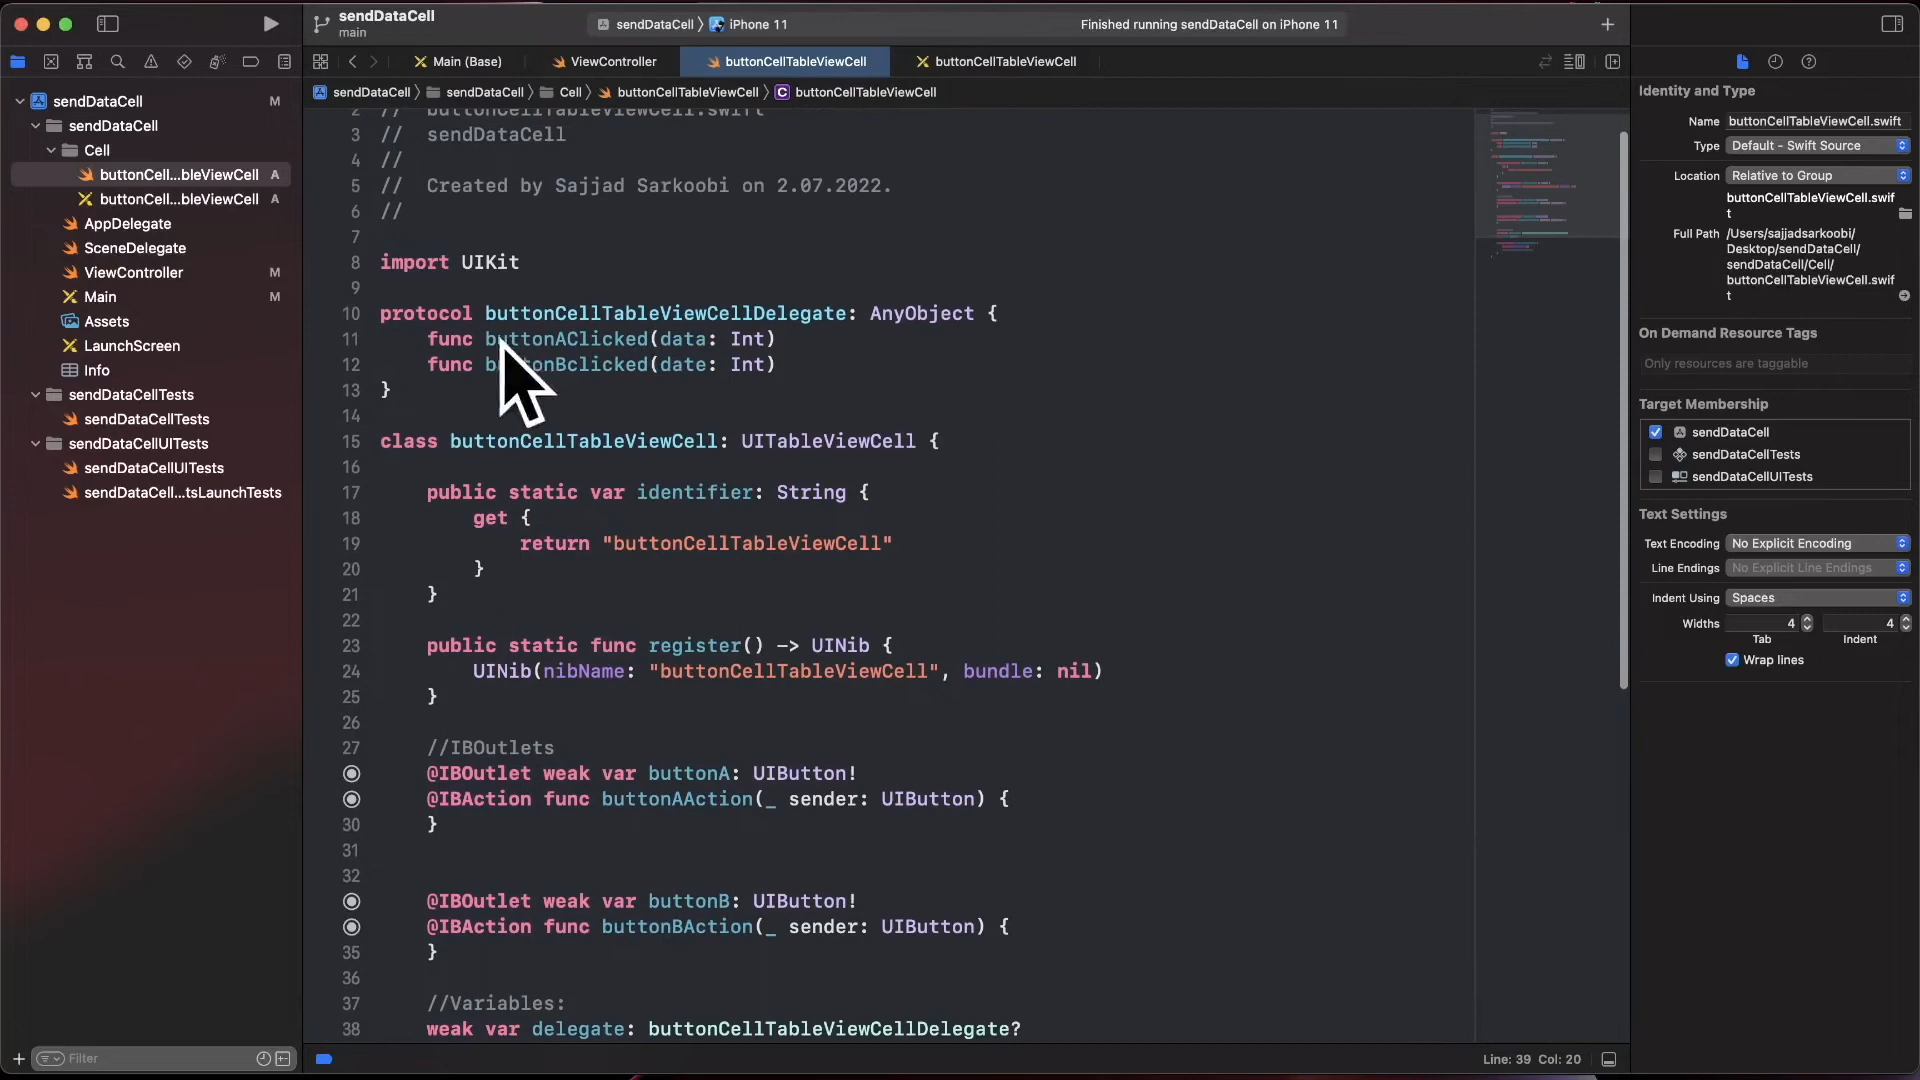 sendDataCell
main
sendDataCell 〉 iPhone 11
Finished running sendDataCell on iPhone 11
Main (Base)
ViewController
buttonCellTableViewCell
buttonCellTableViewCell
sendDataCell 〉 sendDataCell 〉 Cell 〉 buttonCellTableViewCell 〉 C buttonCellTableViewCell
sendDataCell M
sendDataCell
Cell
buttonCell...bleViewCell A
buttonCell...bleViewCell A
AppDelegate
SceneDelegate
ViewController M
Main M
Assets
LaunchScreen
Info
sendDataCellTests
sendDataCellTests
sendDataCellUITests
sendDataCellUITests
sendDataCell...tsLaunchTests
Filter
2 // buttonCellTableViewCell.swift
3 // sendDataCell
4 //
5 // Created by Sajjad Sarkoobi on 2.07.2022.
6 //
7
8 import UIKit
9
10 protocol buttonCellTableViewCellDelegate: AnyObject {
11 func buttonAClicked(data: Int)
12 func buttonBclicked(date: Int)
13 }
14
15 class buttonCellTableViewCell: UITableViewCell {
16
17 public static var identifier: String {
18 get {
19 return "buttonCellTableViewCell"
20 }
21 }
22
23 public static func register() -> UINib {
24 UINib(nibName: "buttonCellTableViewCell", bundle: nil)
25 }
26
27 //IBOutlets
@IBOutlet weak var buttonA: UIButton!
@IBAction func buttonAAction(_ sender: UIButton) {
30 }
31
32
@IBOutlet weak var buttonB: UIButton!
@IBAction func buttonBAction(_ sender: UIButton) {
35 }
36
37 //Variables:
38 weak var delegate: buttonCellTableViewCellDelegate?
Line: 39 Col: 20
Identity and Type
Name buttonCellTableViewCell.swift
Type Default - Swift Source
Location Relative to Group
buttonCellTableViewCell.swif
t
Full Path /Users/sajjadsarkoobi/
Desktop/sendDataCell/
sendDataCell/Cell/
buttonCellTableViewCell.swif
t
On Demand Resource Tags
Only resources are taggable
Target Membership
sendDataCell
sendDataCellTests
sendDataCellUITests
Text Settings
Text Encoding No Explicit Encoding
Line Endings No Explicit Line Endings
Indent Using Spaces
Widths 4 4
Tab Indent
Wrap lines